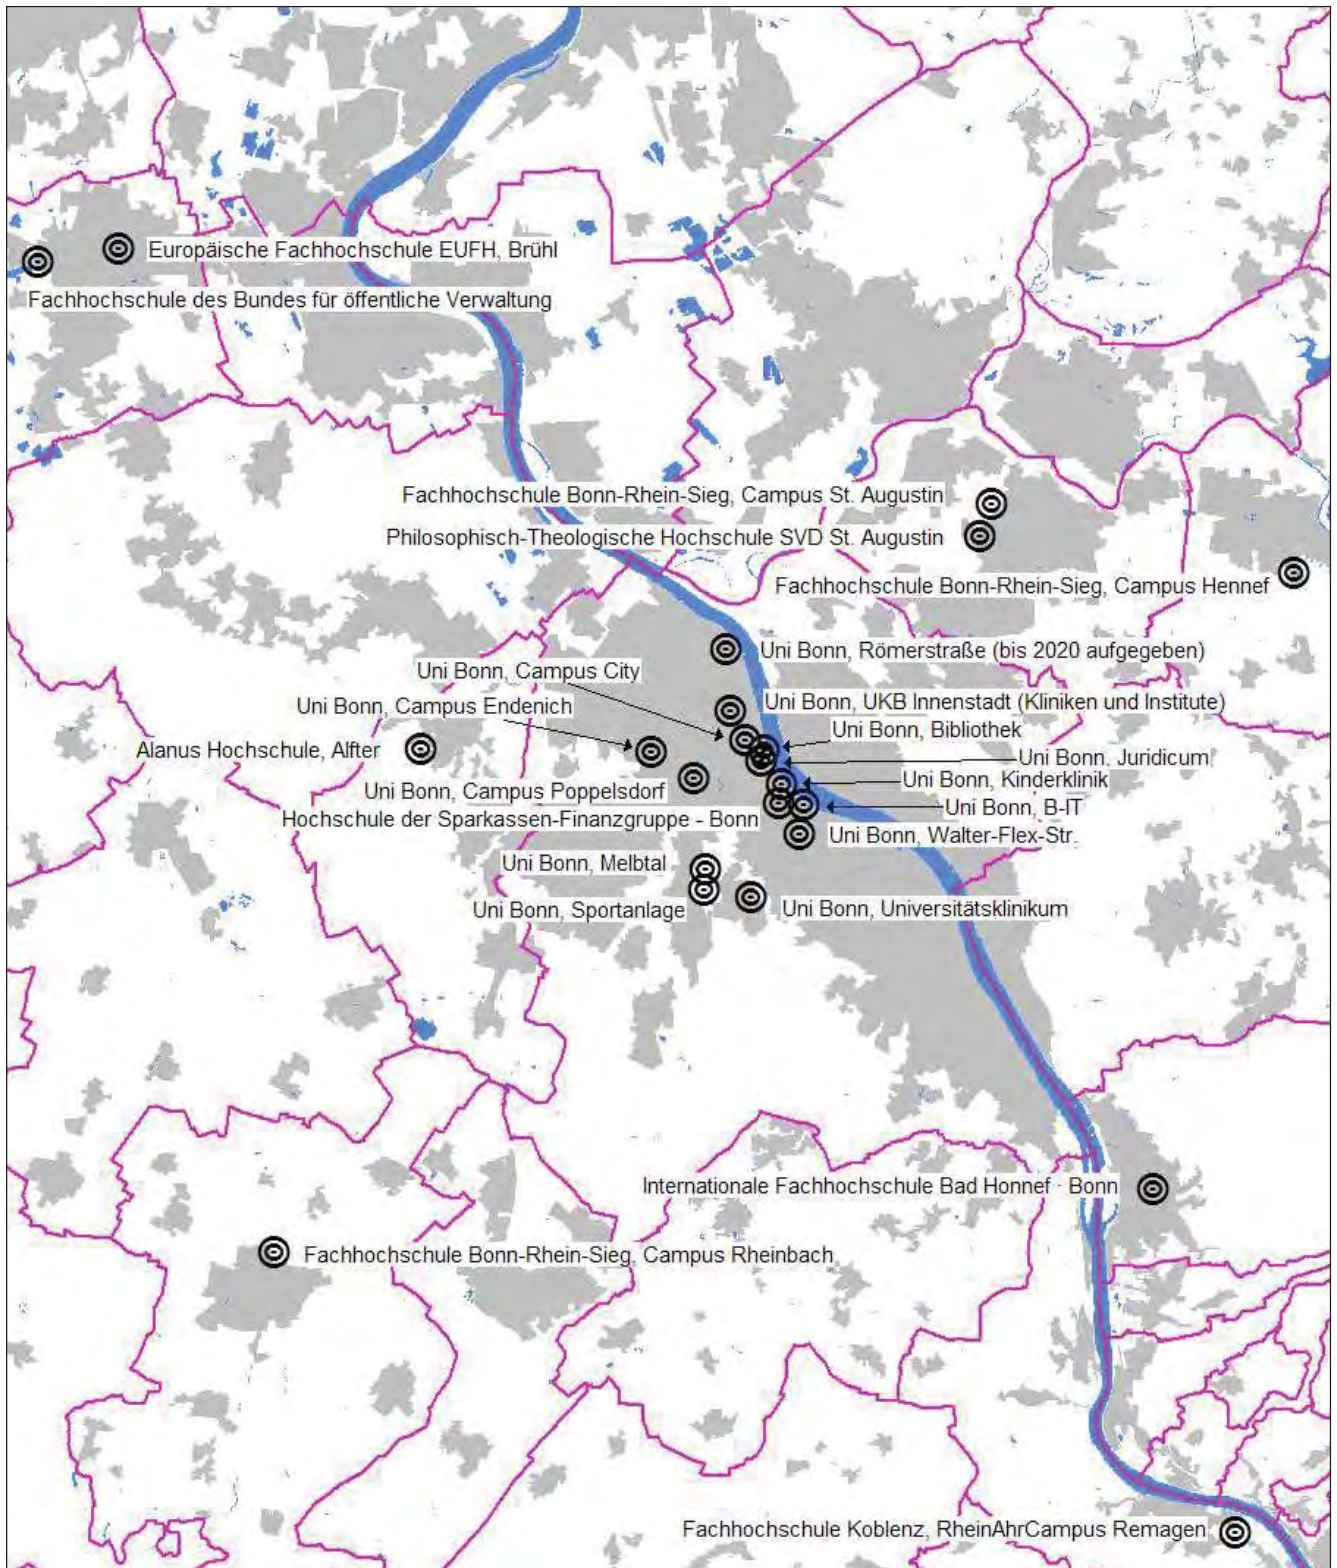 Europäische Fachhochschule EUFH, Brühl
Fachhochschule des Bundes für öffentliche Verwaltung
Fachhochschule Bonn-Rhein-Sieg, Campus St. Augustin
Philosophisch-Theologische Hochschule SVD St. Augustin
Fachhochschule Bonn-Rhein-Sieg, Campus Hennef
Uni Bonn, Römerstraße (bis 2020 aufgegeben)
Uni Bonn, Campus City
Uni Bonn, UKB Innenstadt (Kliniken und Institute)
Uni Bonn, Campus Endenich
Uni Bonn, Bibliothek
Alanus Hochschule, Alfter
Uni Bonn, Juridicum
Uni Bonn, Kinderklinik
Uni Bonn, Campus Poppelsdorf
Uni Bonn, B-IT
Hochschule der Sparkassen-Finanzgruppe - Bonn
Uni Bonn, Walter-Flex-Str.
Uni Bonn, Melbtal
Uni Bonn, Sportanlage
Uni Bonn, Universitätsklinikum
Internationale Fachhochschule Bad Honnef - Bonn
Fachhochschule Bonn-Rhein-Sieg, Campus Rheinbach
Fachhochschule Koblenz, RheinAhrCampus Remagen